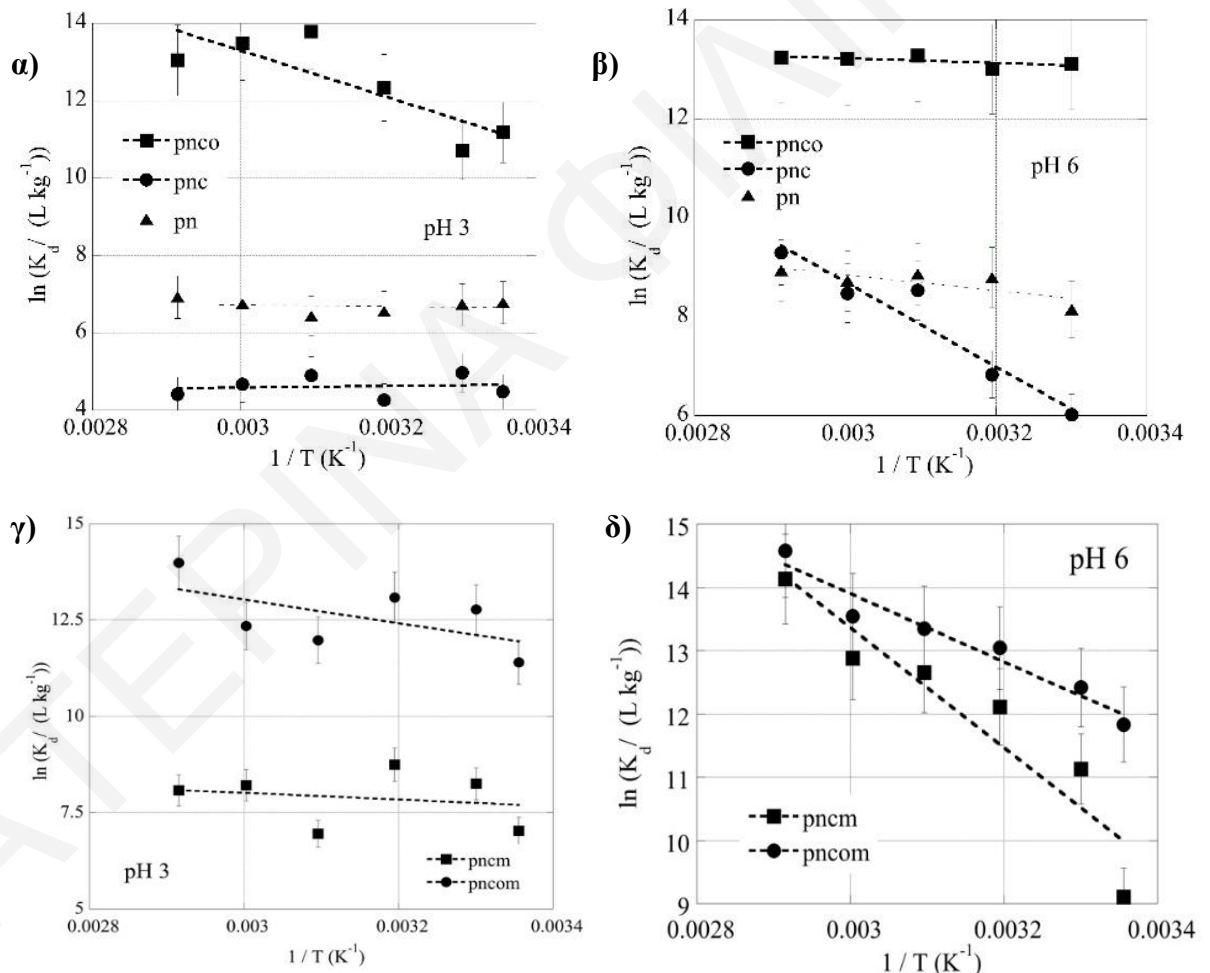 α)
14
12
10
8
6
4
ln (K_d / (L kg^-1))
pnco
pnc
pn
pH 3
0.0028
0.003
0.0032
0.0034
1 / T (K^-1)
β)
14
12
10
8
6
ln (K_d / (L kg^-1))
pnco
pnc
pn
pH 6
0.0028
0.003
0.0032
0.0034
1 / T (K^-1)
γ)
15
12.5
10
7.5
5
ln (K_d / (L kg^-1))
pH 3
pncm
pncom
0.0028
0.003
0.0032
0.0034
1 / T (K^-1)
δ)
15
14
13
12
11
10
9
ln (K_d / (L kg^-1))
pH 6
pncm
pncom
0.0028
0.003
0.0032
0.0034
1 / T (K^-1)
ΑΤΕΡΙΝΑ ΦΙΛΙ